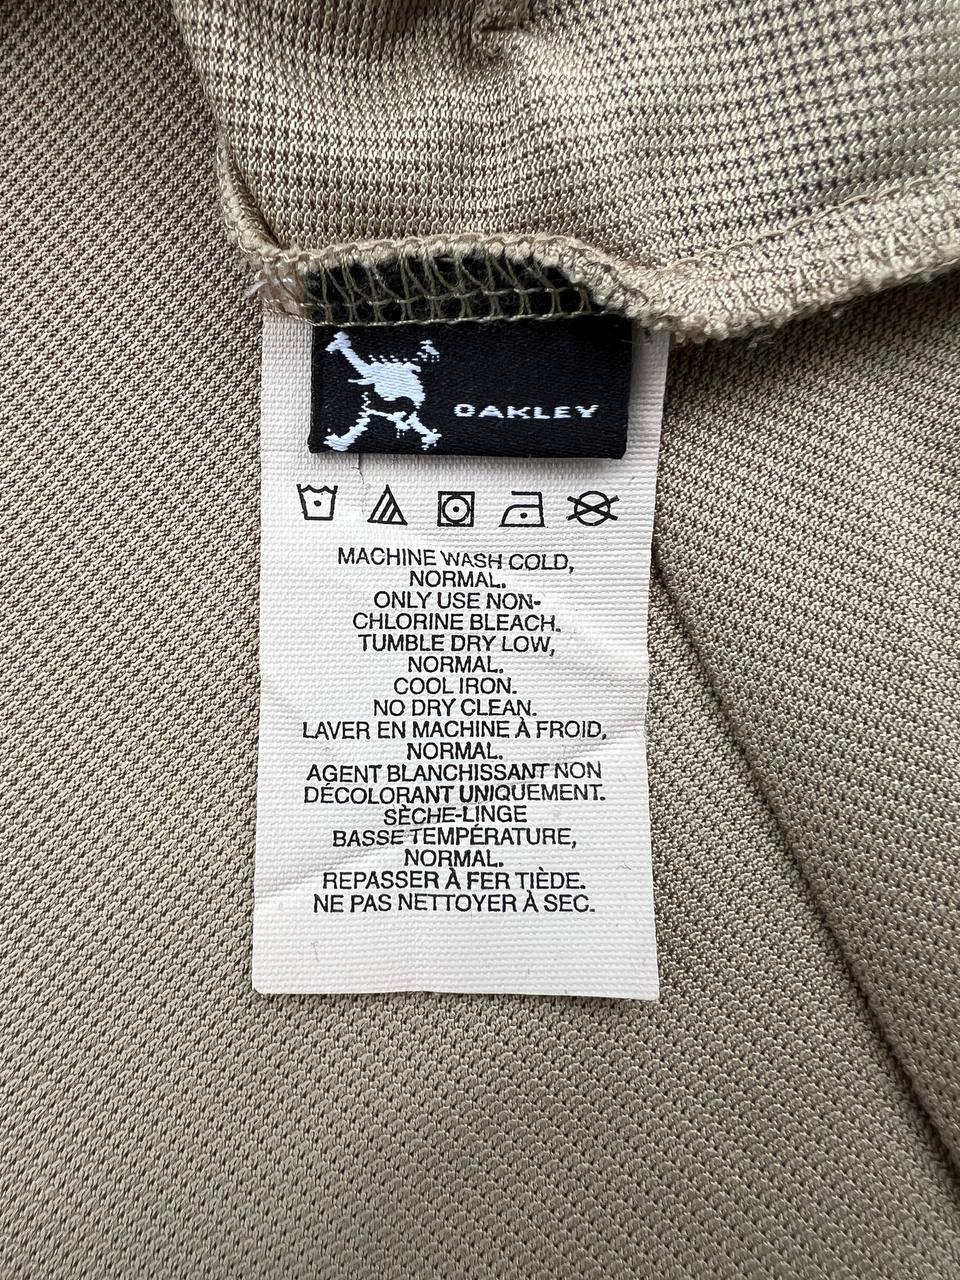 OAKLEY
MACHINE WASH COLD,
NORMAL.
ONLY USE NON-
CHLORINE BLEACH.
TUMBLE DRY LOW,
NORMAL.
COOL IRON.
NO DRY CLEAN.
LAVER EN MACHINE À FROID,
NORMAL.
AGENT BLANCHISSANT NON
DÉCOLORANT UNIQUEMENT.
SÈCHE-LINGE
BASSE TEMPÉRATURE,
NORMAL.
REPASSER À FER TIÈDE.
NE PAS NETTOYER À SEC.